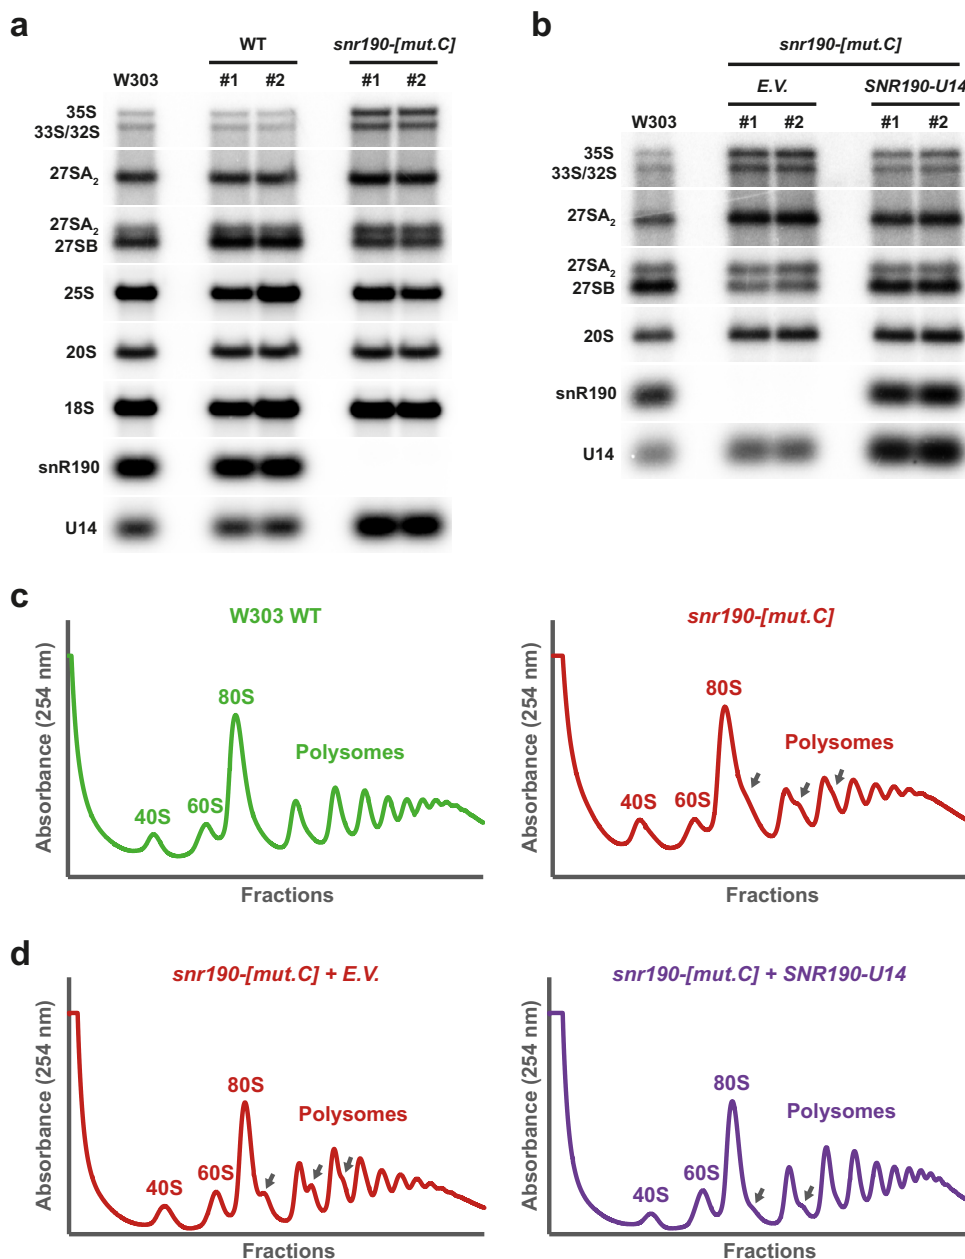 a
WT
snr190-[mut.C]
W303
#1
#2
#1
#2
35S
33S/32S
27SA2
27SA2
27SB
25S
20S
18S
snR190
U14
b
snr190-[mut.C]
E.V.
SNR190-U14
W303
#1
#2
#1
#2
35S
33S/32S
27SA2
27SA2
27SB
20S
snR190
U14
c
W303 WT
Absorbance (254 nm)
80S
Polysomes
60S
40S
Fractions
snr190-[mut.C]
Absorbance (254 nm)
80S
Polysomes
60S
40S
Fractions
d
snr190-[mut.C] + E.V.
Absorbance (254 nm)
80S
Polysomes
60S
40S
Fractions
snr190-[mut.C] + SNR190-U14
Absorbance (254 nm)
80S
Polysomes
60S
40S
Fractions